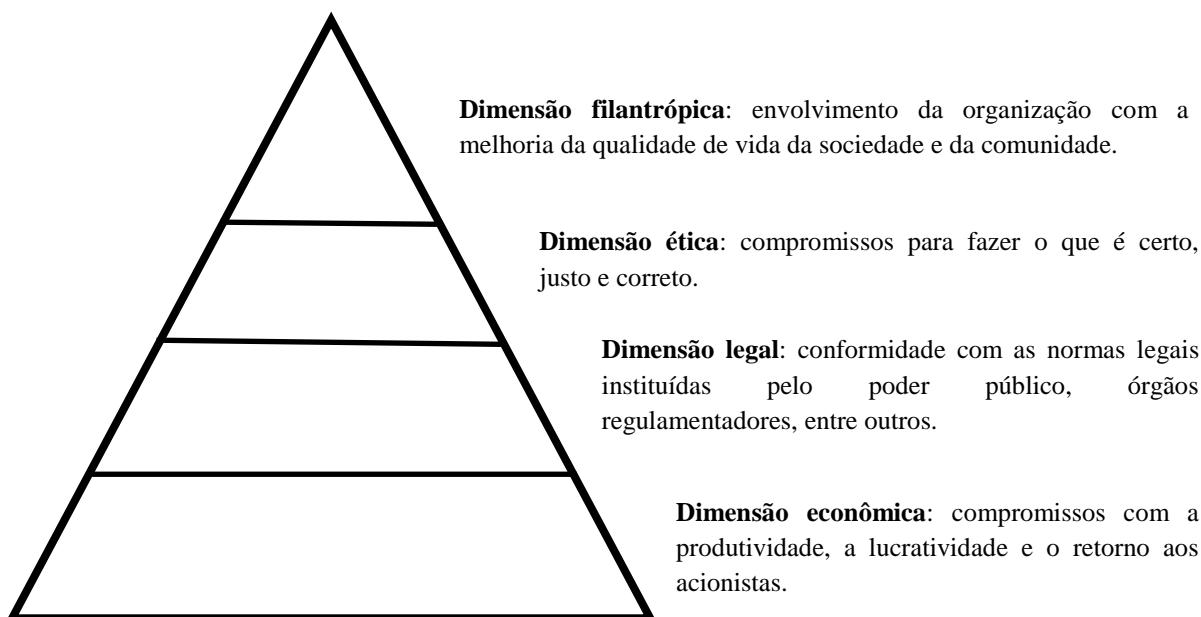 Dimensão filantrópica: envolvimento da organização com a
melhoria da qualidade de vida da sociedade e da comunidade.
Dimensão ética: compromissos para fazer o que é certo,
justo e correto.
Dimensão legal: conformidade com as normas legais
instituídas pelo poder público, órgãos
regulamentadores, entre outros.
Dimensão econômica: compromissos com a
produtividade, a lucratividade e o retorno aos
acionistas.